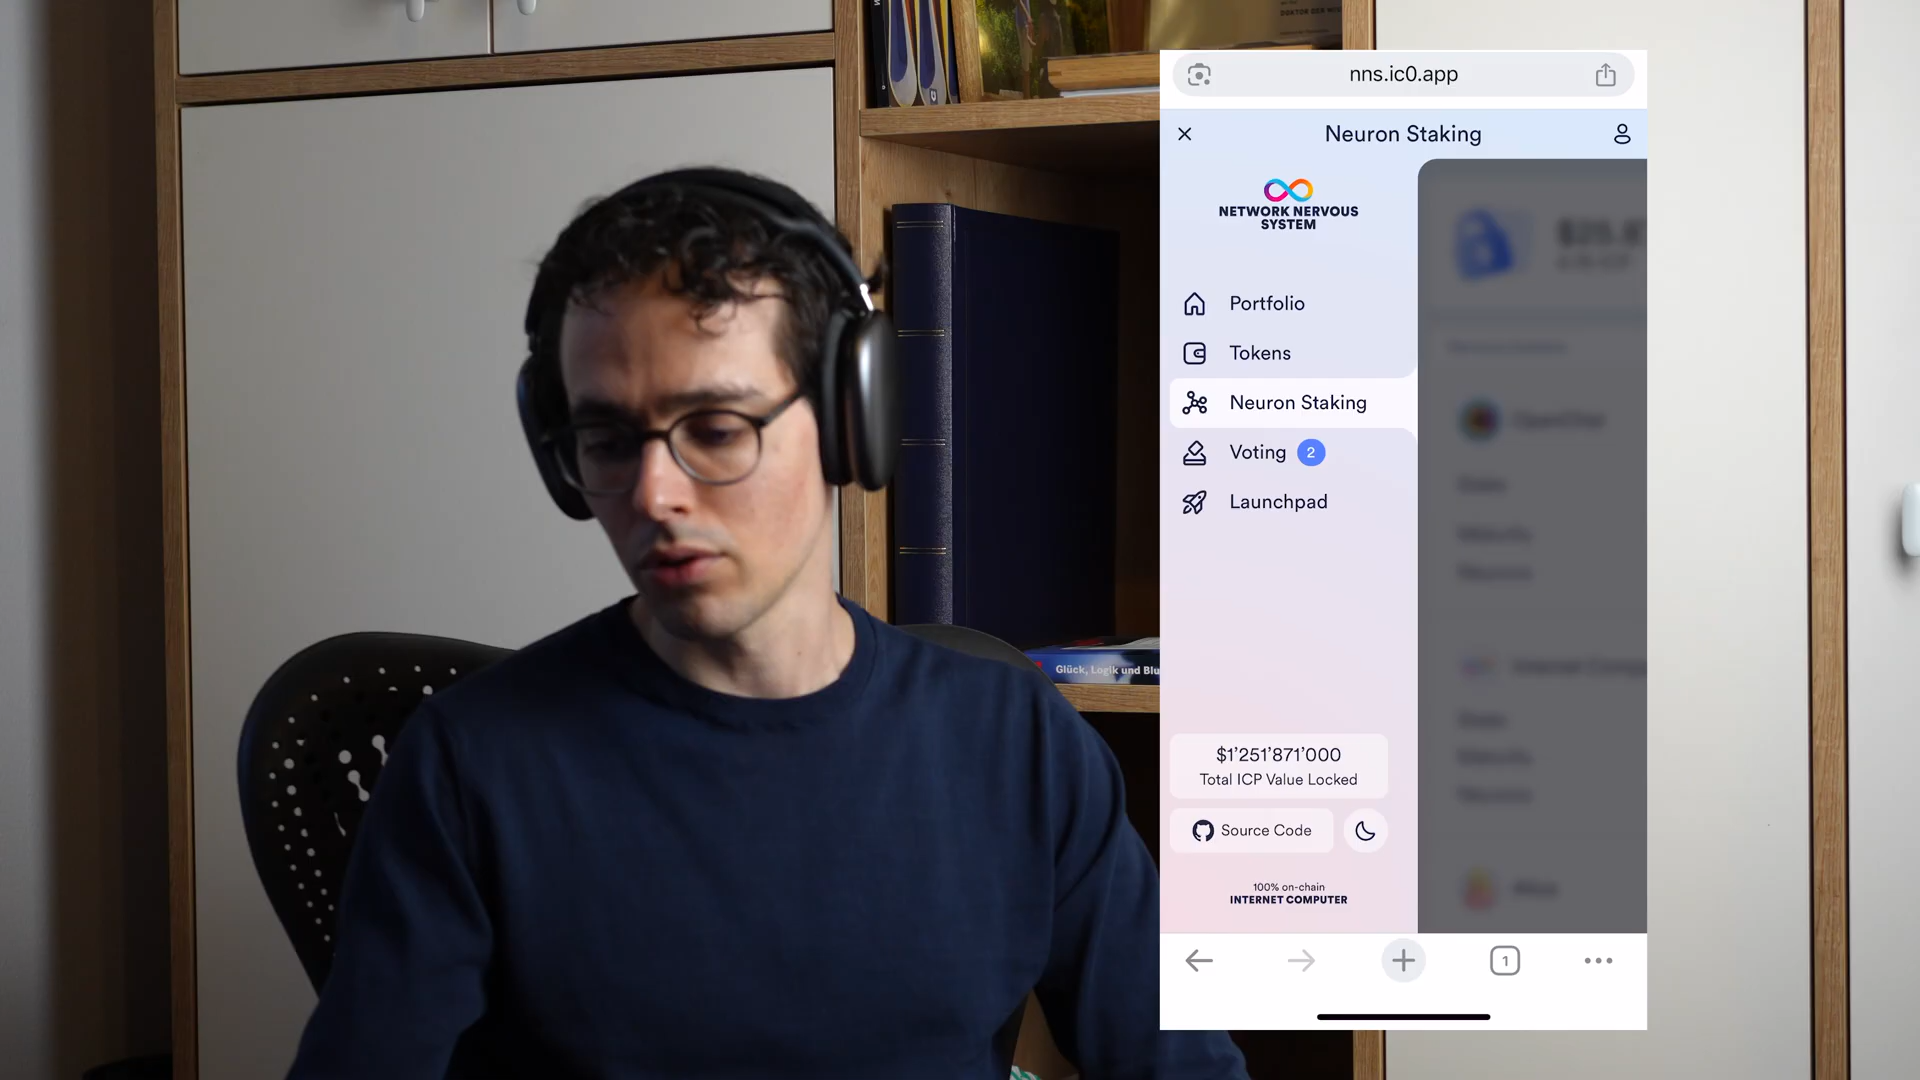 nns.ic0.app
Neuron Staking
NETWORK NERVOUS
SYSTEM
Portfolio
Tokens
Neuron Staking
Voting 2
Launchpad
$1'251'871'000
Total ICP Value Locked
Source Code
100% on-chain
INTERNET COMPUTER
1
Glück, Logik und Blu